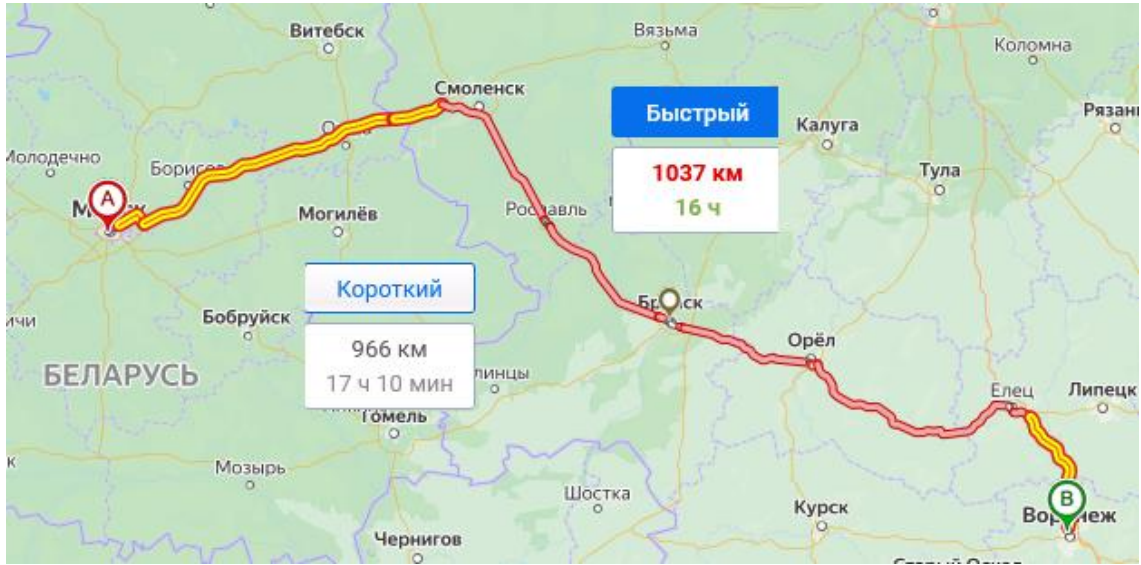 Витебск
Вязьма
Коломна
Смоленск
Быстрый
Калуга
1037 км
16 ч
Тула
Молодечно
Могилёв
A
Короткий
966 км
17 ч 10 мин
Бобруйск
БЕЛАРУСЬ
Орёл
Елец
Липецк
Гомель
Мозырь
Шостка
Курск
B
Чернигов